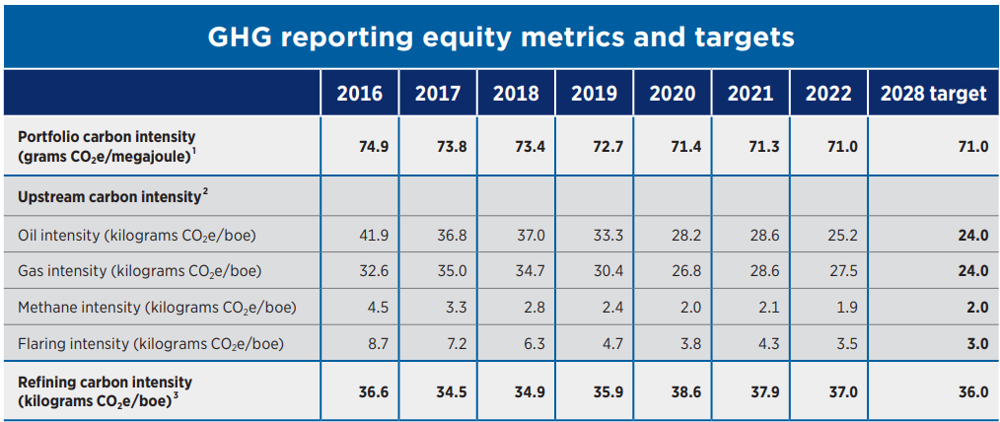 GHG reporting equity metrics and targets
2016 2017 2018 2019 2020 2021 2022 2028 target
Portfolio carbon intensity
(grams CO₂e/megajoule)¹ 74.9 73.8 73.4 72.7 71.4 71.3 71.0 71.0
Upstream carbon intensity²
Oil intensity (kilograms CO₂e/boe) 41.9 36.8 37.0 33.3 28.2 28.6 25.2 24.0
Gas intensity (kilograms CO₂e/boe) 32.6 35.0 34.7 30.4 26.8 28.6 27.5 24.0
Methane intensity (kilograms CO₂e/boe) 4.5 3.3 2.8 2.4 2.0 2.1 1.9 2.0
Flaring intensity (kilograms CO₂e/boe) 8.7 7.2 6.3 4.7 3.8 4.3 3.5 3.0
Refining carbon intensity
(kilograms CO₂e/boe)³ 36.6 34.5 34.9 35.9 38.6 37.9 37.0 36.0